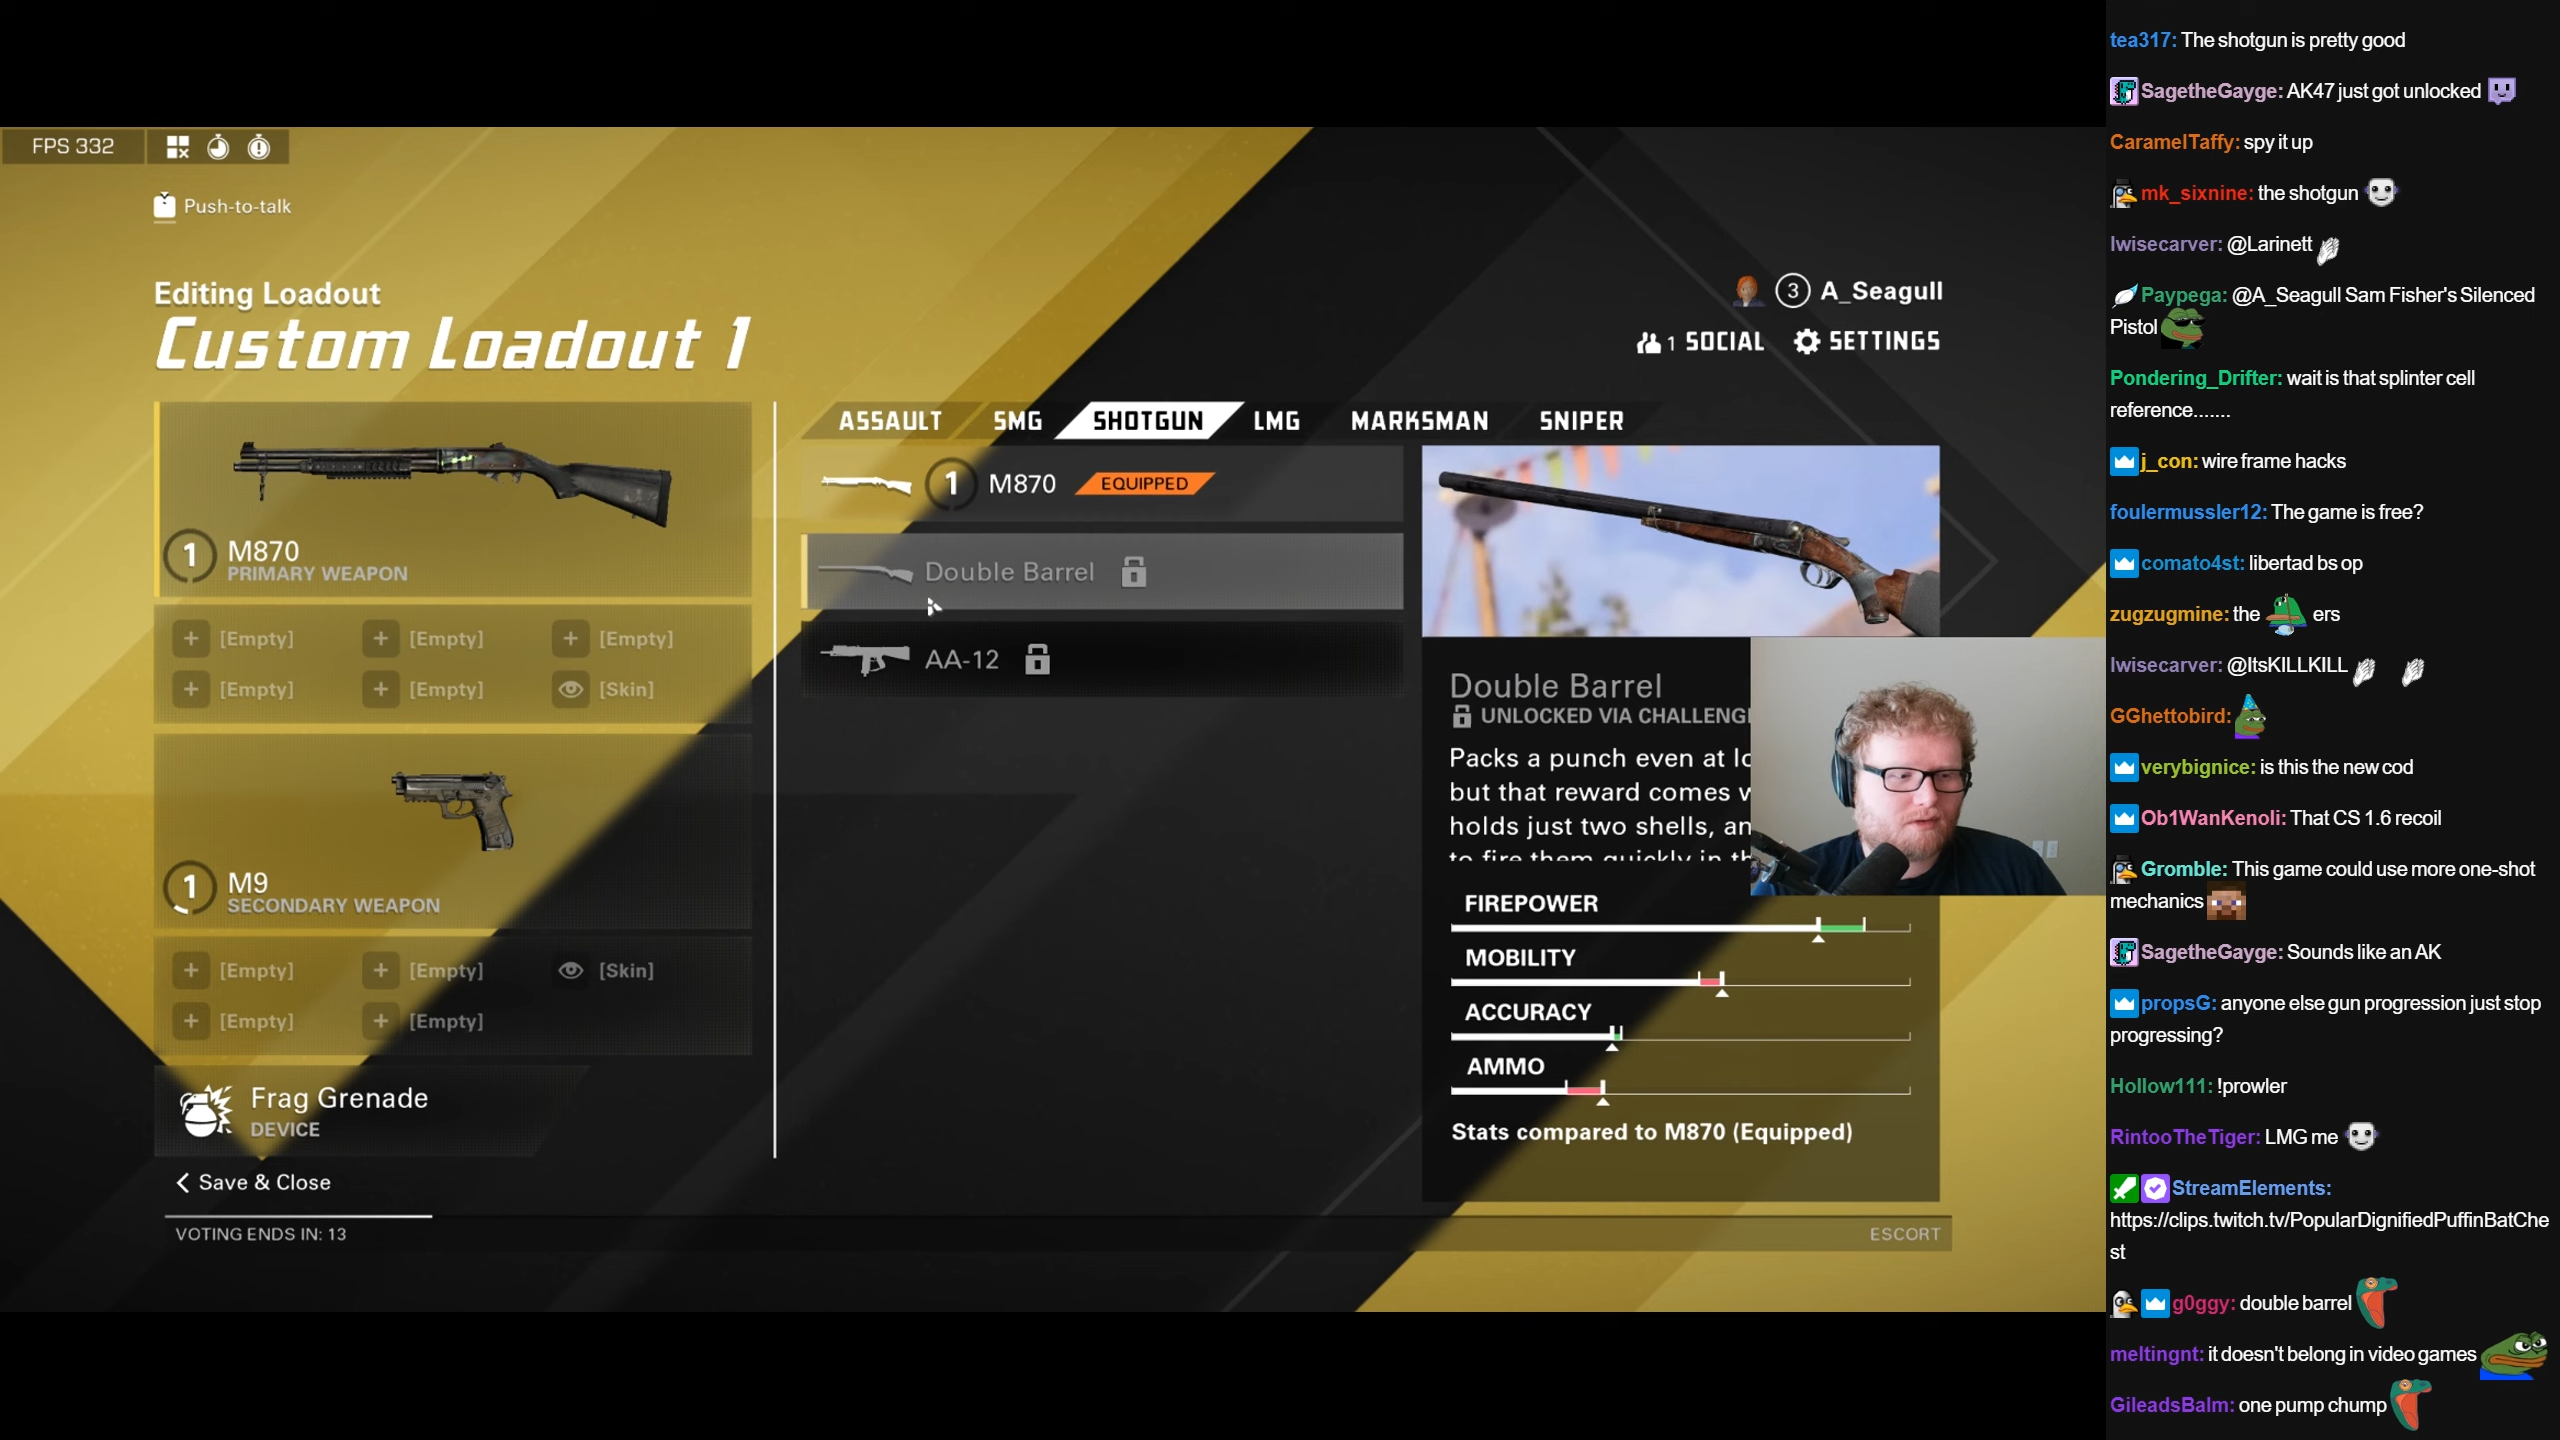 FPS 332
Push-to-talk
Editing Loadout
Custom Loadout 1
3 A_Seagull
1 SOCIAL SETTINGS
1
M870
PRIMARY WEAPON
+ [Empty] + [Empty] + [Empty]
+ [Empty] + [Empty] [Skin]
1
M9
SECONDARY WEAPON
+ [Empty] + [Empty] [Skin]
+ [Empty] + [Empty]
Frag Grenade
DEVICE
< Save & Close
VOTING ENDS IN: 13
ESCORT
ASSAULT SMG SHOTGUN LMG MARKSMAN SNIPER
1 M870 EQUIPPED
Double Barrel
AA-12
Double Barrel
UNLOCKED VIA CHALLENG
Packs a punch even at lo
but that reward comes w
holds just two shells, an
to fire them quickly in th
FIREPOWER
MOBILITY
ACCURACY
AMMO
Stats compared to M870 (Equipped)
tea317: The shotgun is pretty good
SagetheGayge: AK47 just got unlocked
CaramelTaffy: spy it up
mk_sixnine: the shotgun
lwisecarver: @Larinett
Paypega: @A_Seagull Sam Fisher's Silenced
Pistol
Pondering_Drifter: wait is that splinter cell
reference.......
j_con: wire frame hacks
foulermussler12: The game is free?
comato4st: libertad bs op
zugzugmine: the ers
lwisecarver: @ItsKILLKILL
GGhettobird:
verybignice: is this the new cod
Ob1WanKenoli: That CS 1.6 recoil
Gromble: This game could use more one-shot
mechanics
SagetheGayge: Sounds like an AK
propsG: anyone else gun progression just stop
progressing?
Hollow111: !prowler
RintooTheTiger: LMG me
StreamElements:
https://clips.twitch.tv/PopularDignifiedPuffinBatChe
st
g0ggy: double barrel
meltingnt: it doesn't belong in video games
GileadsBalm: one pump chump